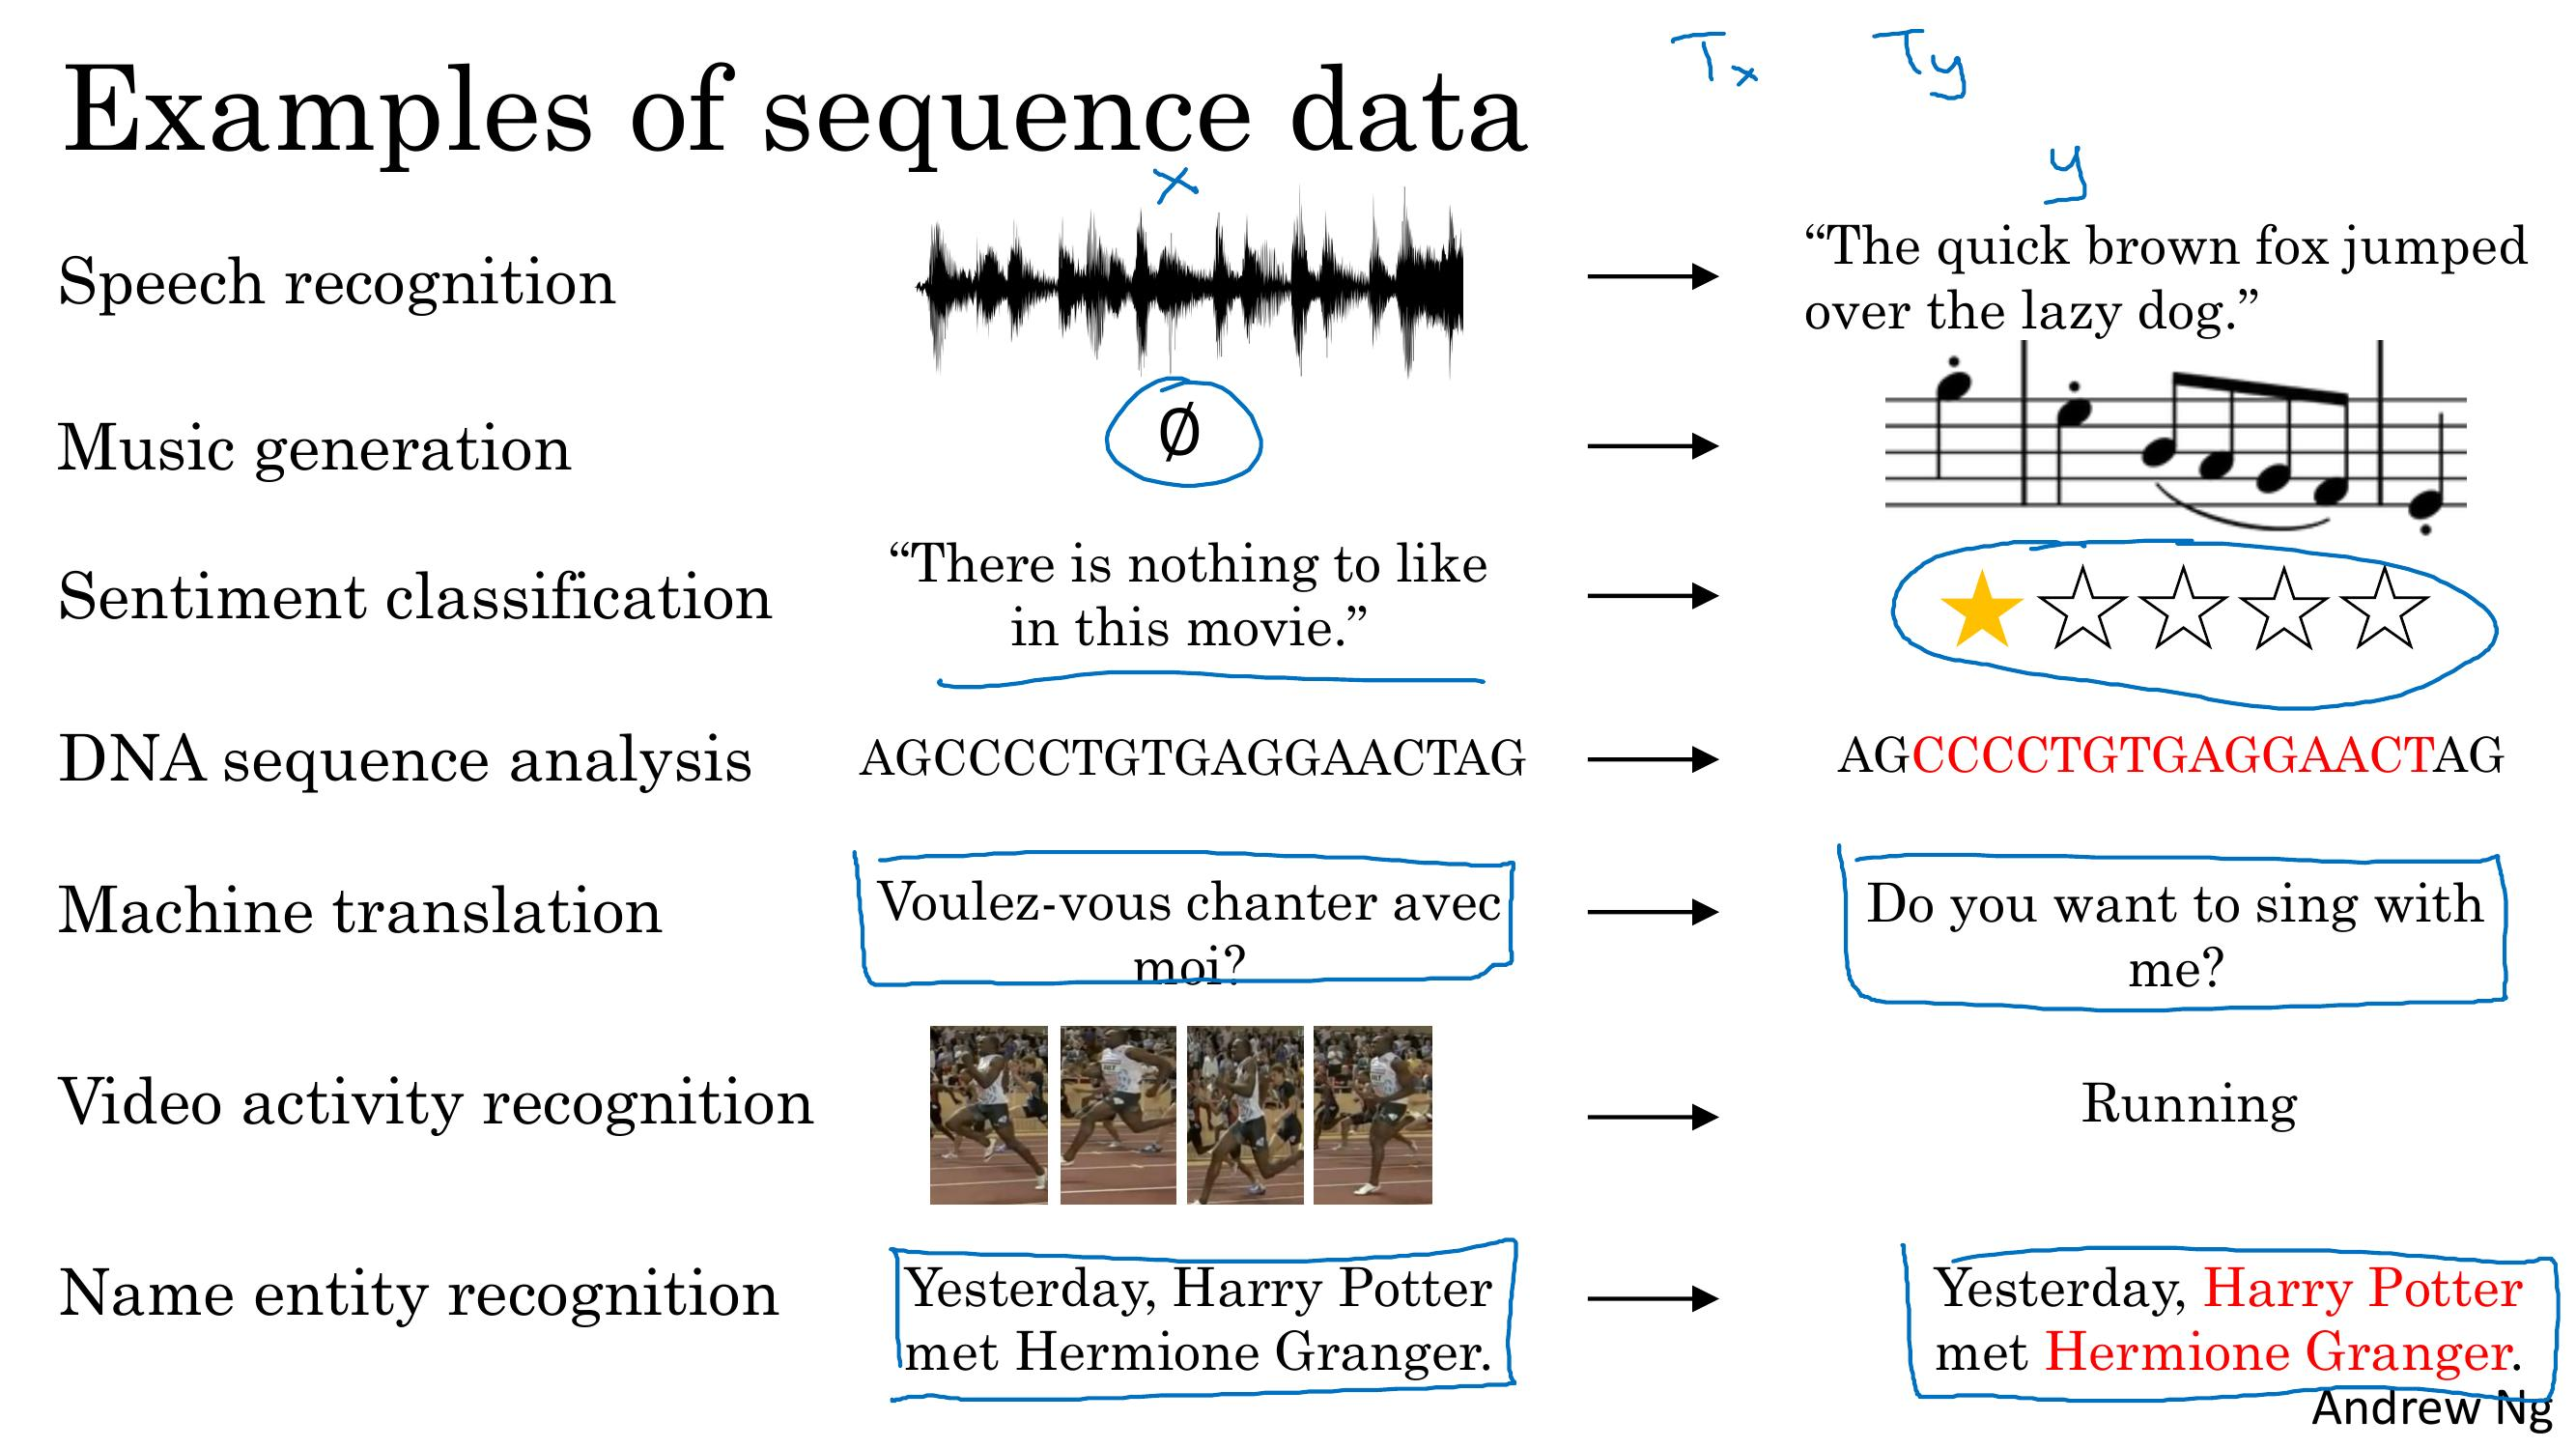 Tx Ty
Examples of sequence data
x y
Speech recognition
“The quick brown fox jumped
over the lazy dog.”
Music generation
Ø
Sentiment classification
“There is nothing to like
in this movie.”
DNA sequence analysis
AGCCCCTGTGAGGAACTAG
AGCCCCTGTGAGGAACTAG
Machine translation
Voulez-vous chanter avec
moi?
Do you want to sing with
me?
Video activity recognition
Running
Name entity recognition
Yesterday, Harry Potter
met Hermione Granger.
Yesterday, Harry Potter
met Hermione Granger.
Andrew Ng